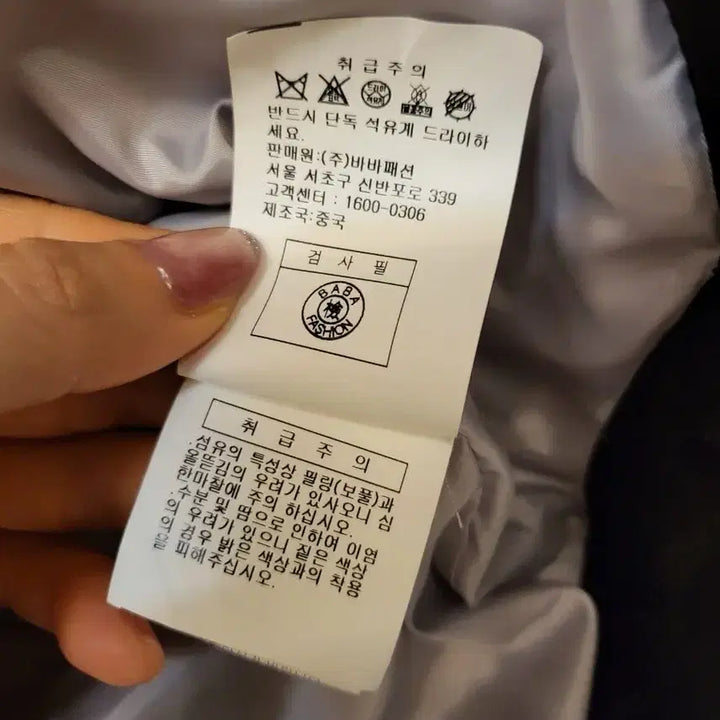 취급주의
드라이
반드시 단독 석유계 드라이하
세요.
판매원:(주)바바패션
서울 서초구 신반포로 339
고객센터 : 1600-0306
제조국:중국
검 사 필
BABA
檢
FASHION
취 급 주 의
.섬유의 특성상 필링(보풀)과
올뜯김의 우려가 있사오니 심
한마찰에 주의 하십시오.
.수분 및 땀으로 인하여 이염
의 우려가 있으니 짙은 색상
의 경우 밝은 색상과의 착용
을 피해주십시오.